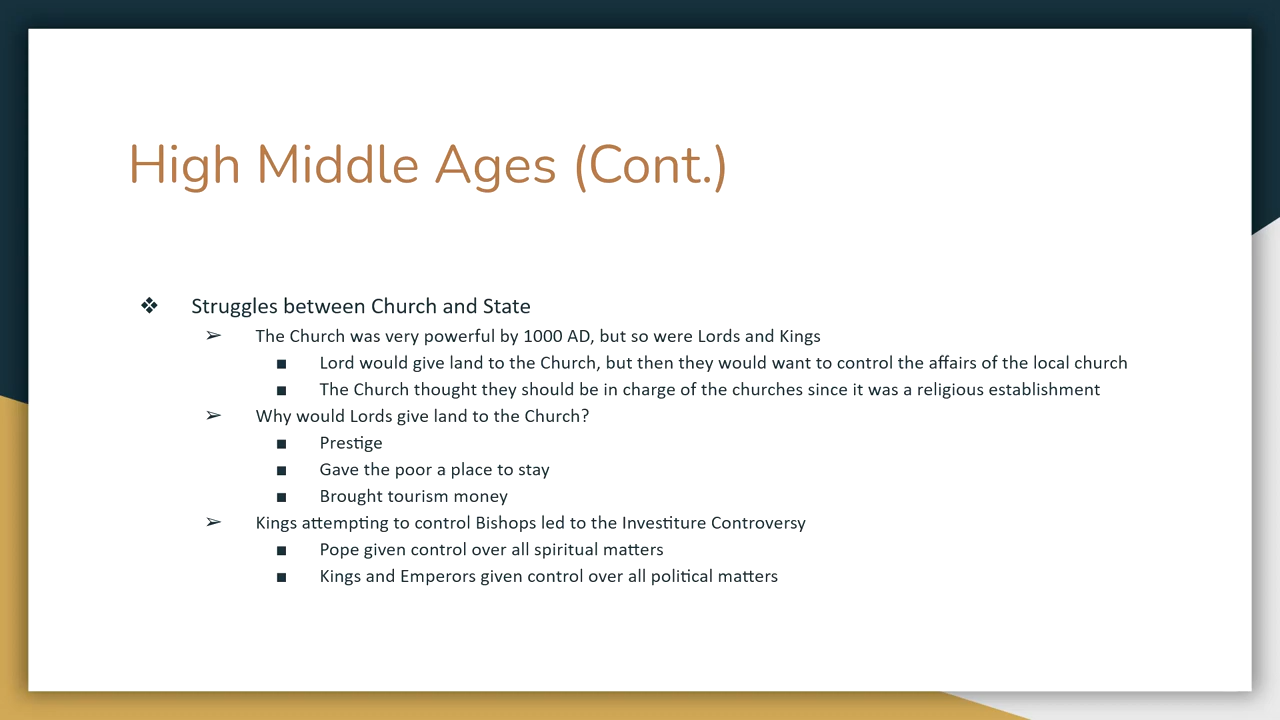 High Middle Ages (Cont.)
❖ Struggles between Church and State
➢ The Church was very powerful by 1000 AD, but so were Lords and Kings
■ Lord would give land to the Church, but then they would want to control the affairs of the local church
■ The Church thought they should be in charge of the churches since it was a religious establishment
➢ Why would Lords give land to the Church?
■ Prestige
■ Gave the poor a place to stay
■ Brought tourism money
➢ Kings attempting to control Bishops led to the Investiture Controversy
■ Pope given control over all spiritual matters
■ Kings and Emperors given control over all political matters